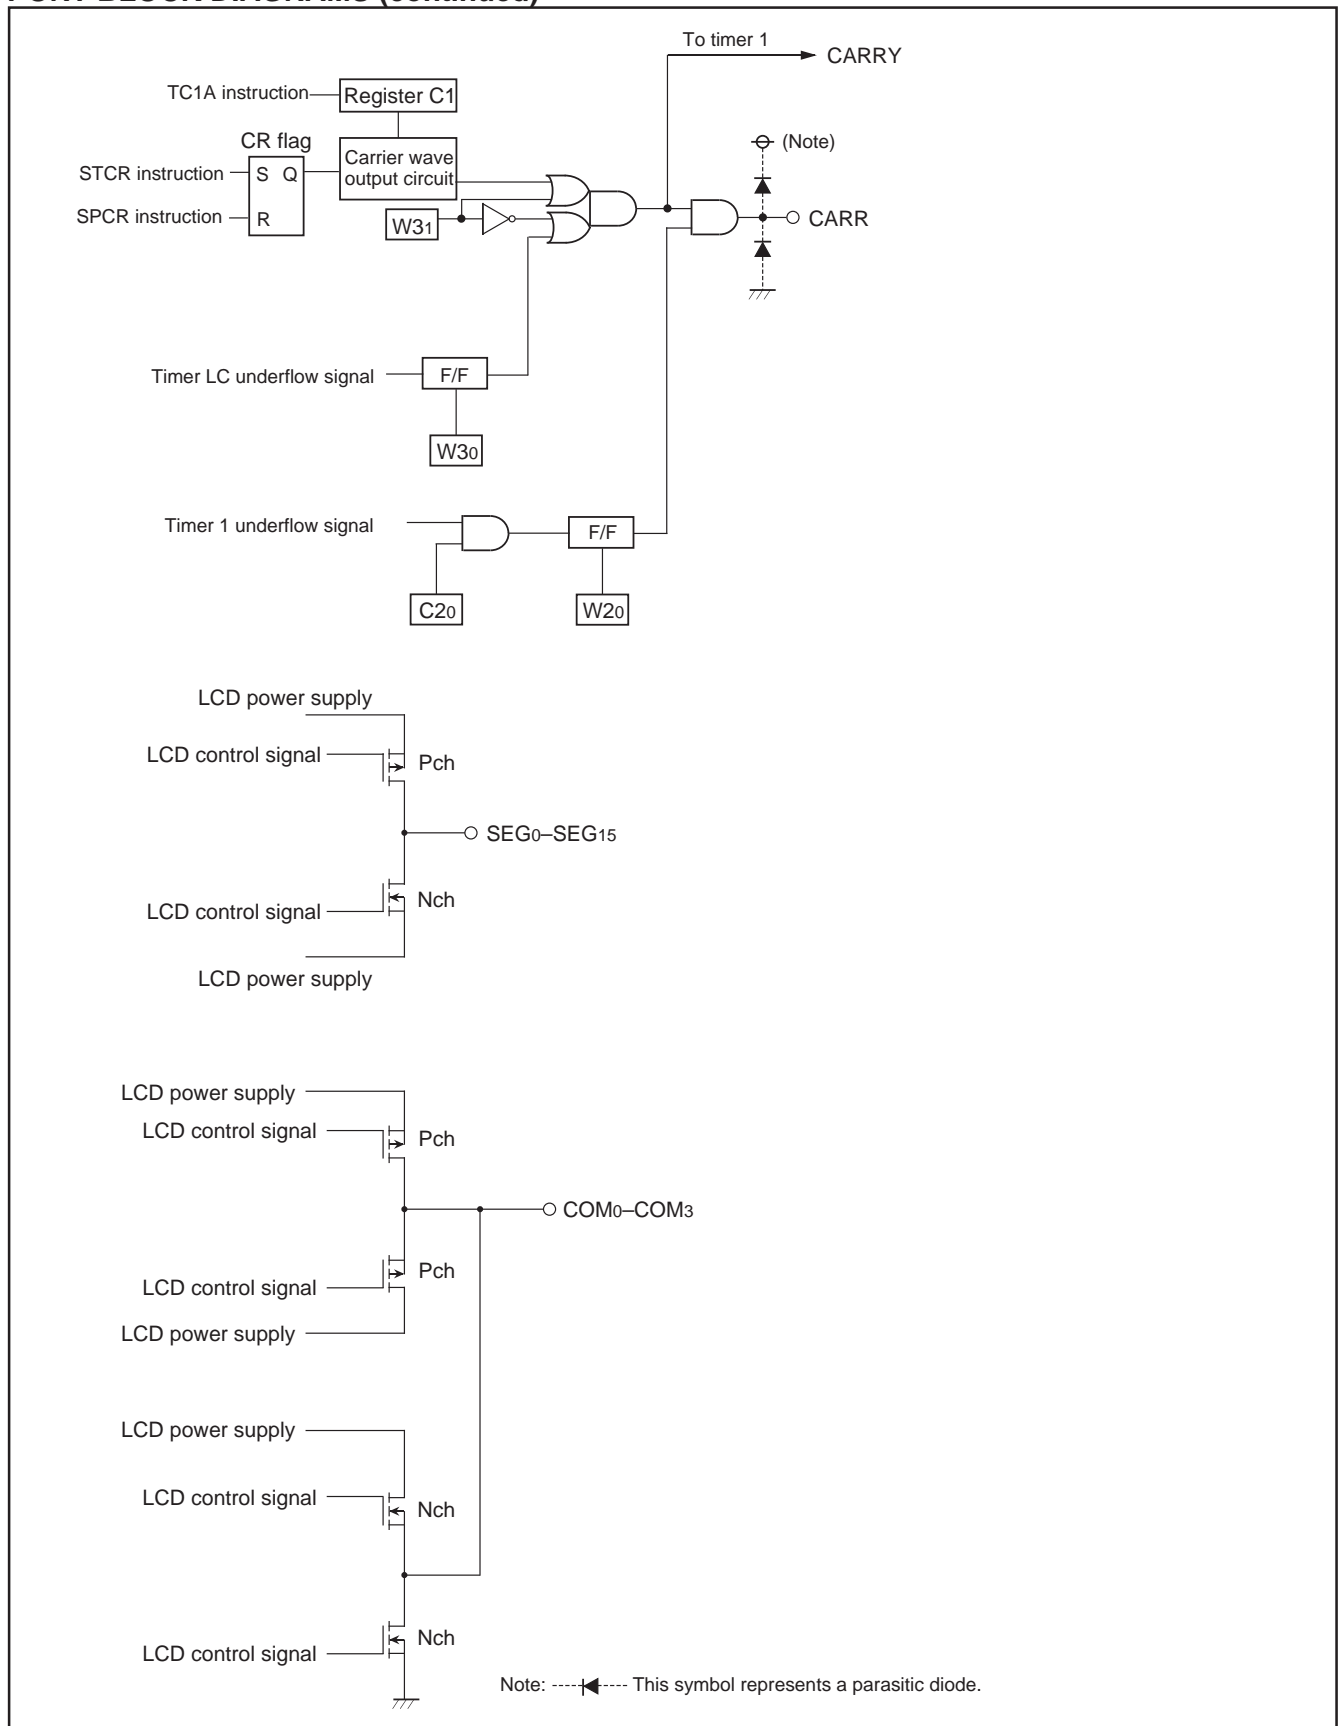 PORT BLOCK DIAGRAMS (continued)
To timer 1
CARRY
TC1A instruction
Register C1
CR flag
(Note)
Carrier wave
output circuit
STCR instruction
S Q
SPCR instruction
R
W31
CARR
Timer LC underflow signal
F/F
W30
Timer 1 underflow signal
F/F
C20
W20
LCD power supply
LCD control signal
Pch
SEG0–SEG15
LCD control signal
Nch
LCD power supply
LCD power supply
LCD control signal
Pch
COM0–COM3
LCD control signal
Pch
LCD power supply
LCD power supply
LCD control signal
Nch
LCD control signal
Nch
Note: This symbol represents a parasitic diode.